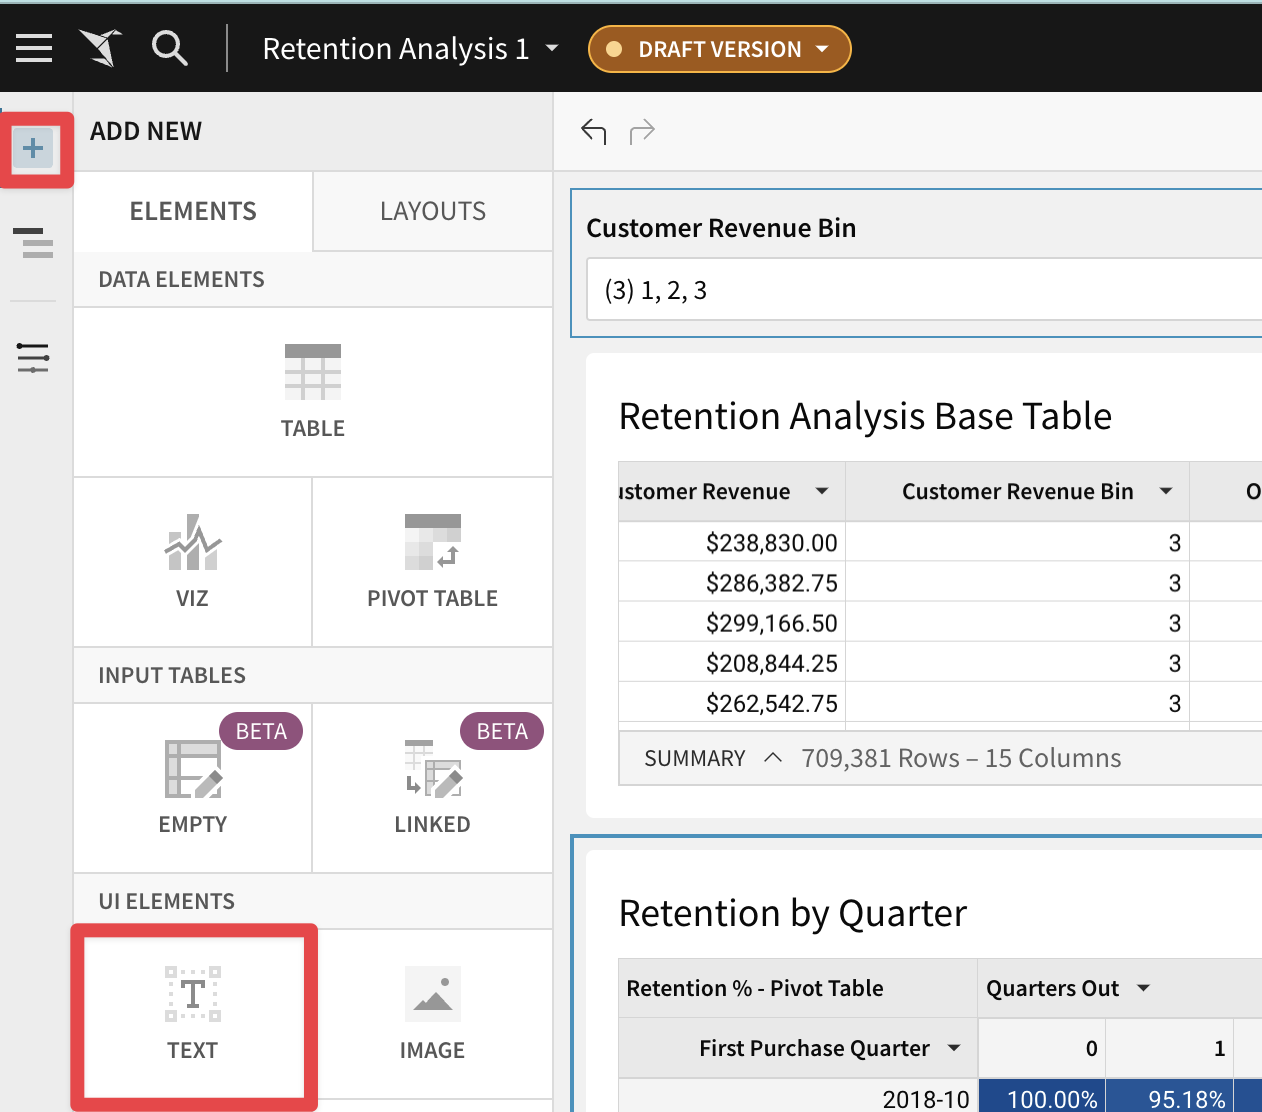 Retention Analysis 1
DRAFT VERSION
ADD NEW
ELEMENTS
LAYOUTS
DATA ELEMENTS
TABLE
VIZ
PIVOT TABLE
INPUT TABLES
BETA
BETA
EMPTY
LINKED
UI ELEMENTS
T
TEXT
IMAGE
Customer Revenue Bin
(3) 1, 2, 3
Retention Analysis Base Table
ustomer Revenue Customer Revenue Bin O
$238,830.00 3
$286,382.75 3
$299,166.50 3
$208,844.25 3
$262,542.75 3
SUMMARY 709,381 Rows – 15 Columns
Retention by Quarter
Retention % - Pivot Table Quarters Out
First Purchase Quarter 0 1
2018-10 100.00% 95.18%